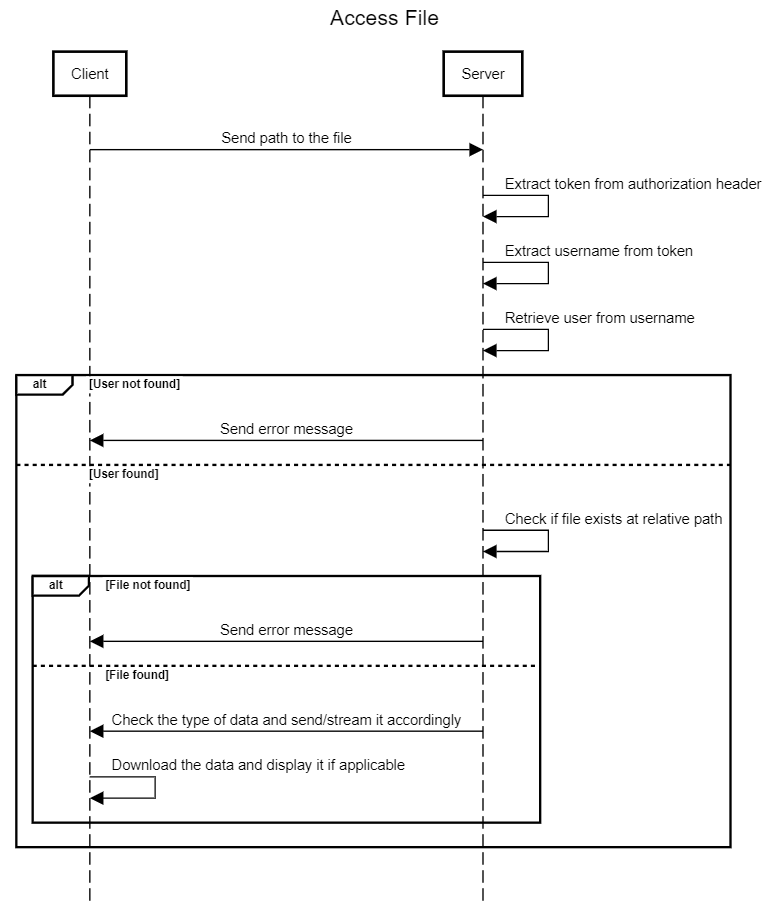 Access File
Client
Server
Send path to the file
Extract token from authorization header
Extract username from token
Retrieve user from username
alt
[User not found]
Send error message
[User found]
Check if file exists at relative path
alt
[File not found]
Send error message
[File found]
Check the type of data and send/stream it accordingly
Download the data and display it if applicable